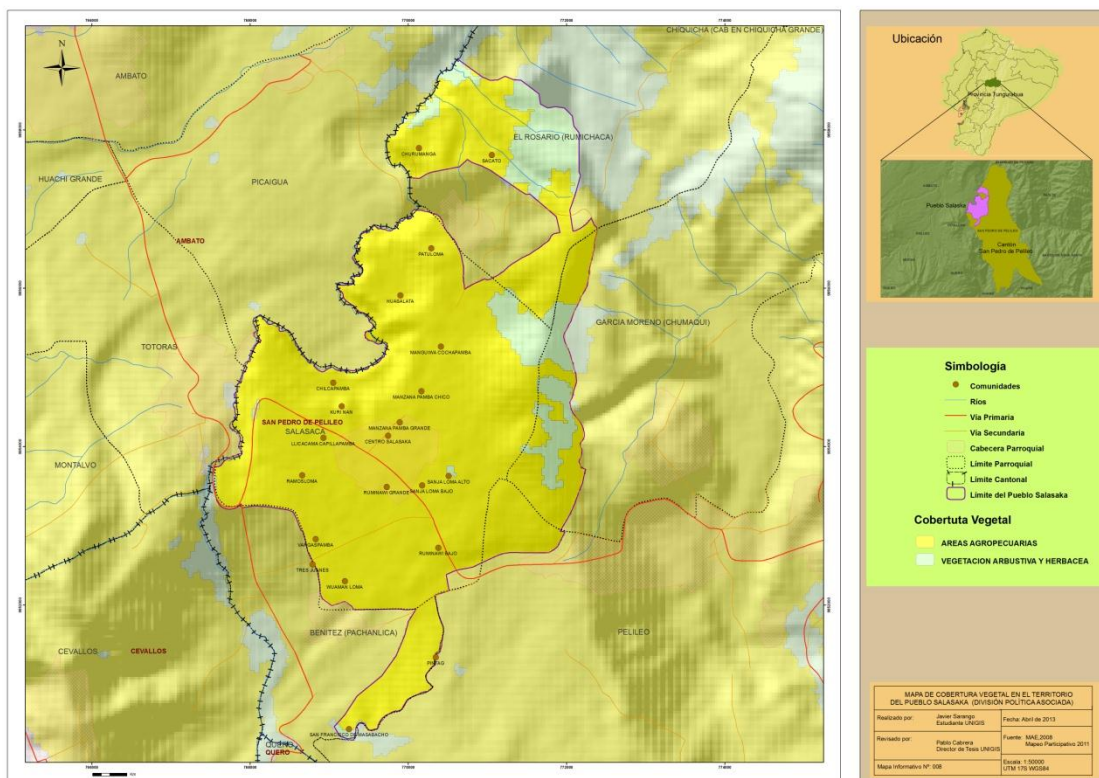 CHIQUICHA (CAB EN CHIQUICHA GRANDE)
N
AMBATO
EL ROSARIO (RUMICHACA)
CHURUMANGA
SACATO
HUACHI GRANDE
PICAIGUA
AMBATO
PATULOMA
HUASALATA
GARCIA MORENO (CHUMAQUI)
TOTORAS
MANGUIWA COCHAPAMBA
CHILCAPAMBA
MANZANA PAMBA CHICO
KURI ÑAN
SAN PEDRO DE PELILEO
MANZANA PAMBA GRANDE
SALASACA
CENTRO SALASAKA
LLICACAMA CAPILLAPAMBA
MONTALVO
RAMOSLOMA
SANJA LOMA ALTO
RUMIÑAWI GRANDE
SANJA LOMA BAJO
VARGASPAMBA
RUMIÑAWI BAJO
TRES JUANES
WUAMAN LOMA
BENITEZ (PACHANLICA)
PELILEO
CEVALLOS
CEVALLOS
PINTAG
SAN FRANCISCO DE MASABACHO
QUERO
QUERO
Ubicación
Provincia Tungurahua
Pueblo Salaska
Cantón
San Pedro de Pelileo
Simbología
Comunidades
Ríos
Vía Primaria
Vía Secundaria
Cabecera Parroquial
Límite Parroquial
Límite Cantonal
Límite del Pueblo Salasaka
Cobertuta Vegetal
AREAS AGROPECUARIAS
VEGETACION ARBUSTIVA Y HERBACEA
MAPA DE COBERTURA VEGETAL EN EL TERRITORIO
DEL PUEBLO SALASAKA (DIVISIÓN POLÍTICA ASOCIADA)
Realizado por: Javier Sarango
Estudiante UNIGIS
Fecha: Abril de 2013
Revisado por: Pablo Cabrera
Director de Tesis UNIGIS
Fuente: MAE,2008
Mapeo Participativo 2011
Mapa Informativo Nº: 008
Escala: 1:50000
UTM 17S WGS84